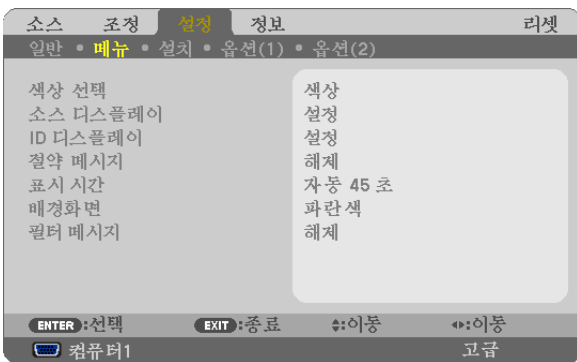 소스 조정 설정 정보 리셋
일반 • 메뉴 • 설치 • 옵션(1) • 옵션(2)
색상 선택 색상
소스 디스플레이 설정
ID 디스플레이 설정
절약 메시지 해제
표시 시간 자동 45 초
배경화면 파란색
필터 메시지 해제
ENTER :선택 EXIT :종료 :이동 :이동
컴퓨터1 고급